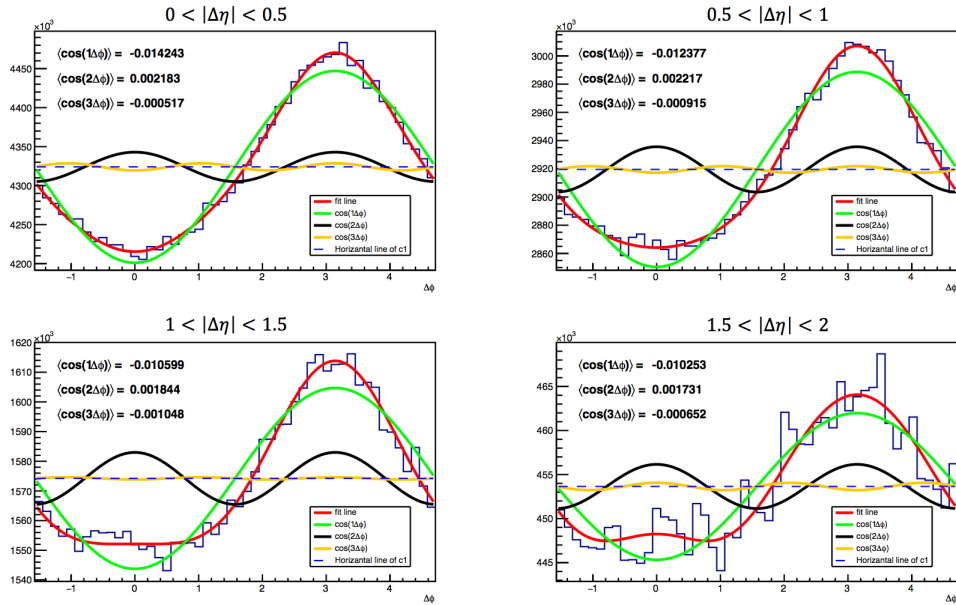 0 < |Δη| < 0.5
×10³
⟨cos(1Δϕ)⟩ = -0.014243
⟨cos(2Δϕ)⟩ = 0.002183
⟨cos(3Δϕ)⟩ = -0.000517
4450
4400
4350
4300
4250
4200
fit line
cos(1Δϕ)
cos(2Δϕ)
cos(3Δϕ)
Horizantal line of c1
−1 0 1 2 3 4
Δϕ
0.5 < |Δη| < 1
×10³
⟨cos(1Δϕ)⟩ = -0.012377
⟨cos(2Δϕ)⟩ = 0.002217
⟨cos(3Δϕ)⟩ = -0.000915
3000
2980
2960
2940
2920
2900
2880
2860
fit line
cos(1Δϕ)
cos(2Δϕ)
cos(3Δϕ)
Horizantal line of c1
−1 0 1 2 3 4
Δϕ
1 < |Δη| < 1.5
×10³
⟨cos(1Δϕ)⟩ = -0.010599
⟨cos(2Δϕ)⟩ = 0.001844
⟨cos(3Δϕ)⟩ = -0.001048
1620
1610
1600
1590
1580
1570
1560
1550
1540
fit line
cos(1Δϕ)
cos(2Δϕ)
cos(3Δϕ)
Horizantal line of c1
−1 0 1 2 3 4
Δϕ
1.5 < |Δη| < 2
×10³
⟨cos(1Δϕ)⟩ = -0.010253
⟨cos(2Δϕ)⟩ = 0.001731
⟨cos(3Δϕ)⟩ = -0.000652
465
460
455
450
445
fit line
cos(1Δϕ)
cos(2Δϕ)
cos(3Δϕ)
Horizantal line of c1
−1 0 1 2 3 4
Δϕ